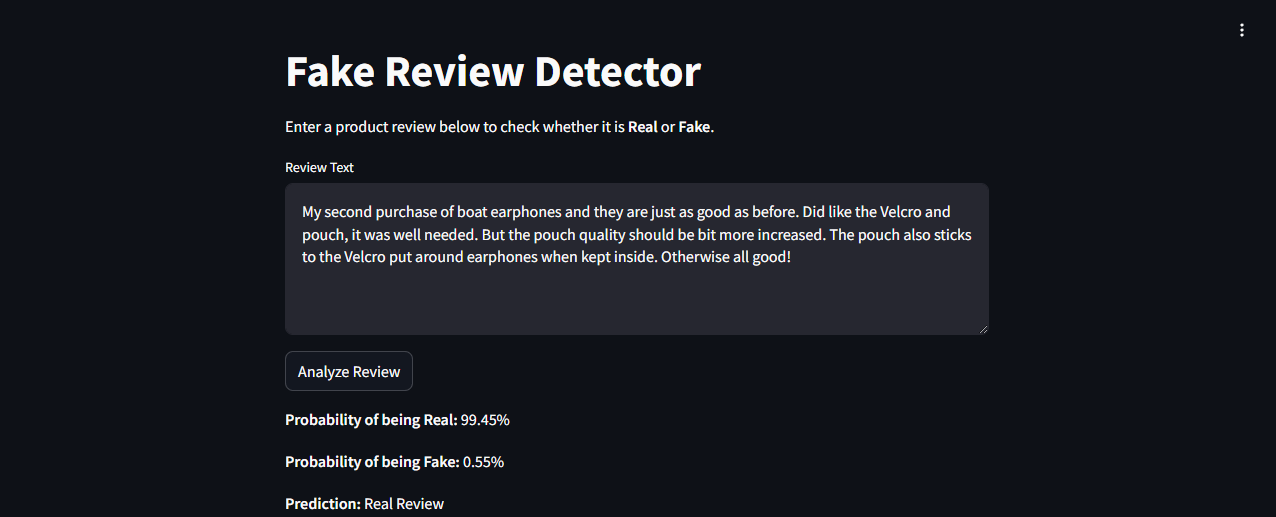 Fake Review Detector
Enter a product review below to check whether it is Real or Fake.
Review Text
My second purchase of boat earphones and they are just as good as before. Did like the Velcro and
pouch, it was well needed. But the pouch quality should be bit more increased. The pouch also sticks
to the Velcro put around earphones when kept inside. Otherwise all good!
Analyze Review
Probability of being Real: 99.45%
Probability of being Fake: 0.55%
Prediction: Real Review